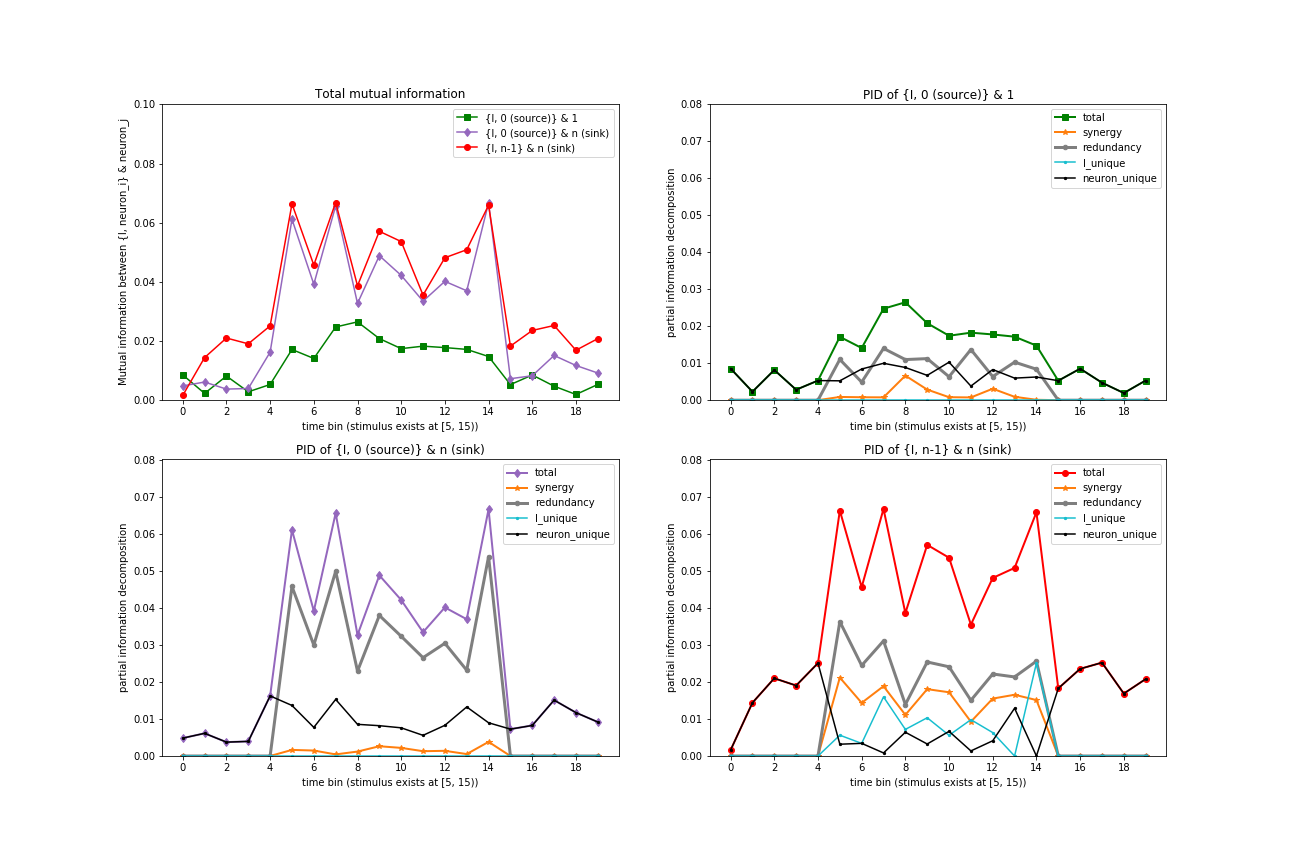 Total mutual information
Mutual information between {I, neuron_i} & neuron_j
0.10
0.08
0.06
0.04
0.02
0.00
{I, 0 (source)} & 1
{I, 0 (source)} & n (sink)
{I, n-1} & n (sink)
0 2 4 6 8 10 12 14 16 18
time bin (stimulus exists at [5, 15))
PID of {I, 0 (source)} & 1
partial information decomposition
0.08
0.07
0.06
0.05
0.04
0.03
0.02
0.01
0.00
total
synergy
redundancy
I_unique
neuron_unique
0 2 4 6 8 10 12 14 16 18
time bin (stimulus exists at [5, 15))
PID of {I, 0 (source)} & n (sink)
partial information decomposition
0.08
0.07
0.06
0.05
0.04
0.03
0.02
0.01
0.00
total
synergy
redundancy
I_unique
neuron_unique
0 2 4 6 8 10 12 14 16 18
time bin (stimulus exists at [5, 15))
PID of {I, n-1} & n (sink)
partial information decomposition
0.08
0.07
0.06
0.05
0.04
0.03
0.02
0.01
0.00
total
synergy
redundancy
I_unique
neuron_unique
0 2 4 6 8 10 12 14 16 18
time bin (stimulus exists at [5, 15))